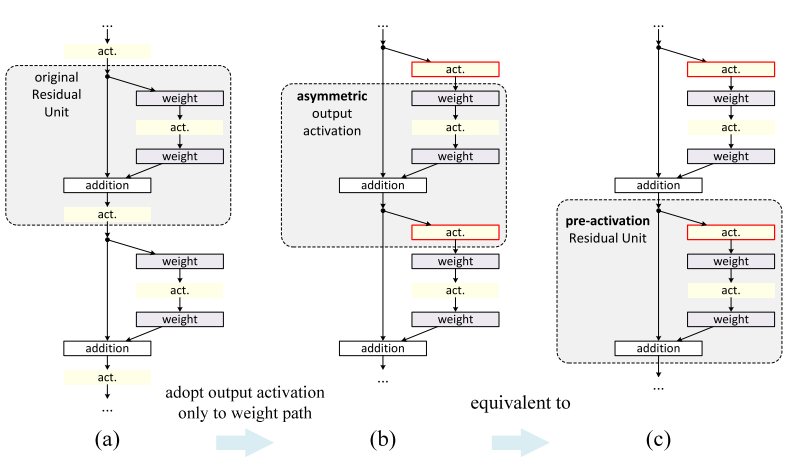 ...
act.
original
Residual
Unit
weight
act.
weight
addition
act.
weight
act.
weight
addition
act.
...
(a)
adopt output activation
only to weight path
...
act.
asymmetric
output
activation
weight
act.
weight
addition
act.
weight
act.
weight
addition
...
(b)
equivalent to
...
act.
weight
act.
weight
addition
pre-activation
Residual Unit
act.
weight
act.
weight
addition
...
(c)